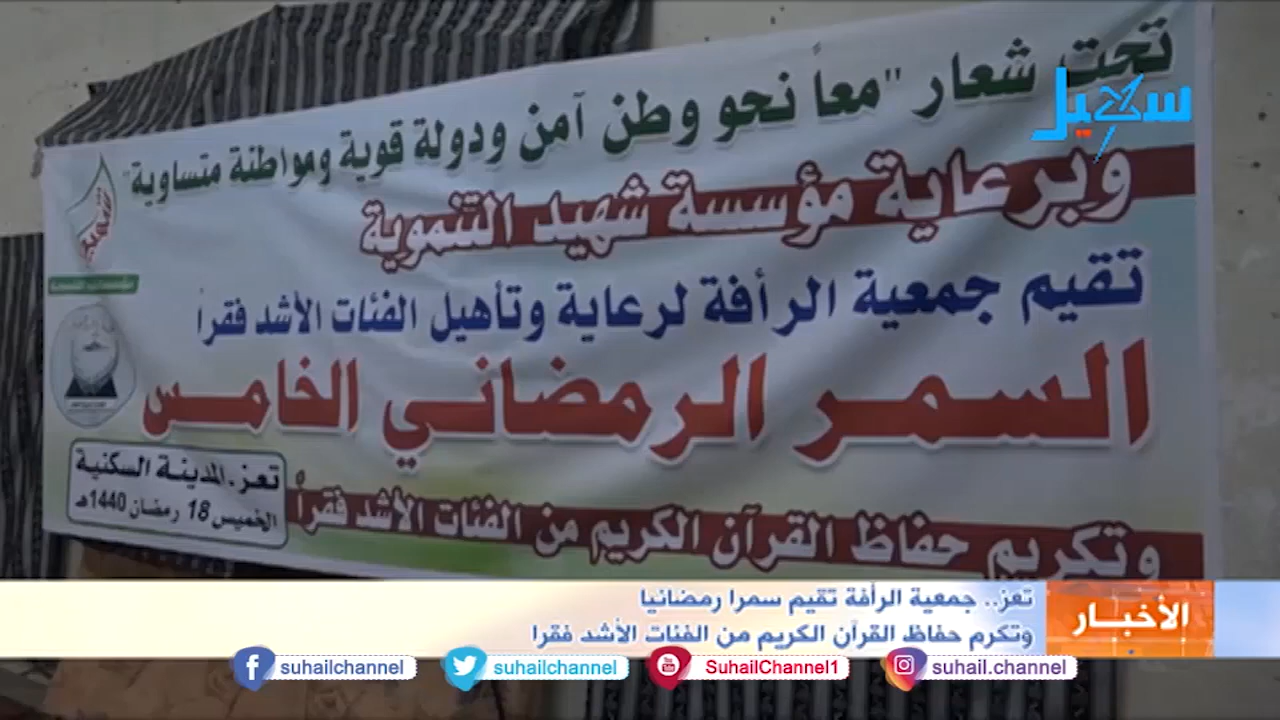 سهيل
تحت شعار "معاً نحو وطن آمن ودولة قوية ومواطنة متساوية"
وبرعاية مؤسسة شهيد التنموية
تقيم جمعية الرأفة لرعاية وتأهيل الفئات الأشد فقراً
السمر الرمضاني الخامس
وتكريم حفاظ القرآن الكريم من الفئات الأشد فقراً
تعز.المدينة السكنية
الخميس 18 رمضان 1440هـ
الأخبار
تعز.. جمعية الرأفة تقيم سمرا رمضانيا
وتكرم حفاظ القرآن الكريم من الفئات الأشد فقرا
suhailchannel
suhailchannel
SuhailChannel1
suhail.channel